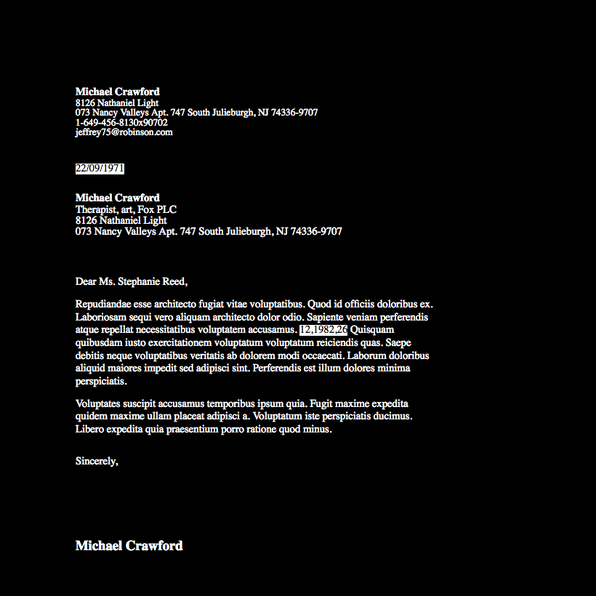 Michael Crawford
8126 Nathaniel Light
073 Nancy Valleys Apt. 747 South Julieburgh, NJ 74336-9707
1-649-456-8130x90702
jeffrey75@robinson.com
22/09/1971
Michael Crawford
Therapist, art, Fox PLC
8126 Nathaniel Light
073 Nancy Valleys Apt. 747 South Julieburgh, NJ 74336-9707
Dear Ms. Stephanie Reed,
Repudiandae esse architecto fugiat vitae voluptatibus. Quod id officiis doloribus ex.
Laboriosam sequi vero aliquam architecto dolor odio. Sapiente veniam perferendis
atque repellat necessitatibus voluptatem accusamus. 12,1982,26 Quisquam
quibusdam iusto exercitationem voluptatum voluptatum reiciendis quas. Saepe
debitis neque voluptatibus veritatis ab dolorem modi occaecati. Laborum doloribus
aliquid maiores impedit sed adipisci sint. Perferendis est illum dolores minima
perspiciatis.
Voluptates suscipit accusamus temporibus ipsum quia. Fugit maxime expedita
quidem maxime ullam placeat adipisci a. Voluptatum iste perspiciatis ducimus.
Libero expedita quia praesentium porro ratione quod minus.
Sincerely,
Michael Crawford